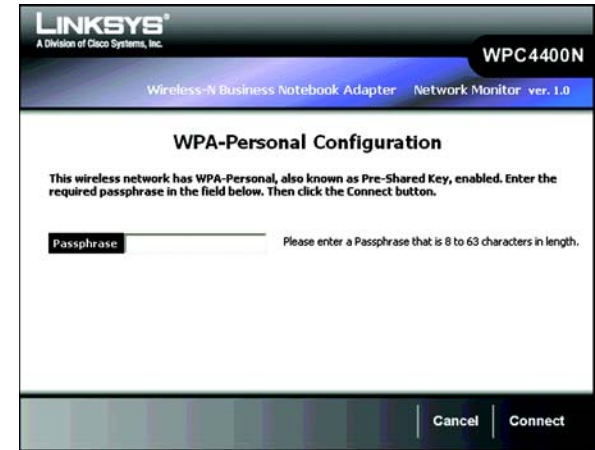 LINKSYS®
A Division of Cisco Systems, Inc.
WPC4400N
Wireless-N Business Notebook Adapter Network Monitor ver. 1.0
WPA-Personal Configuration
This wireless network has WPA-Personal, also known as Pre-Shared Key, enabled. Enter the
required passphrase in the field below. Then click the Connect button.
Passphrase Please enter a Passphrase that is 8 to 63 characters in length.
Cancel Connect